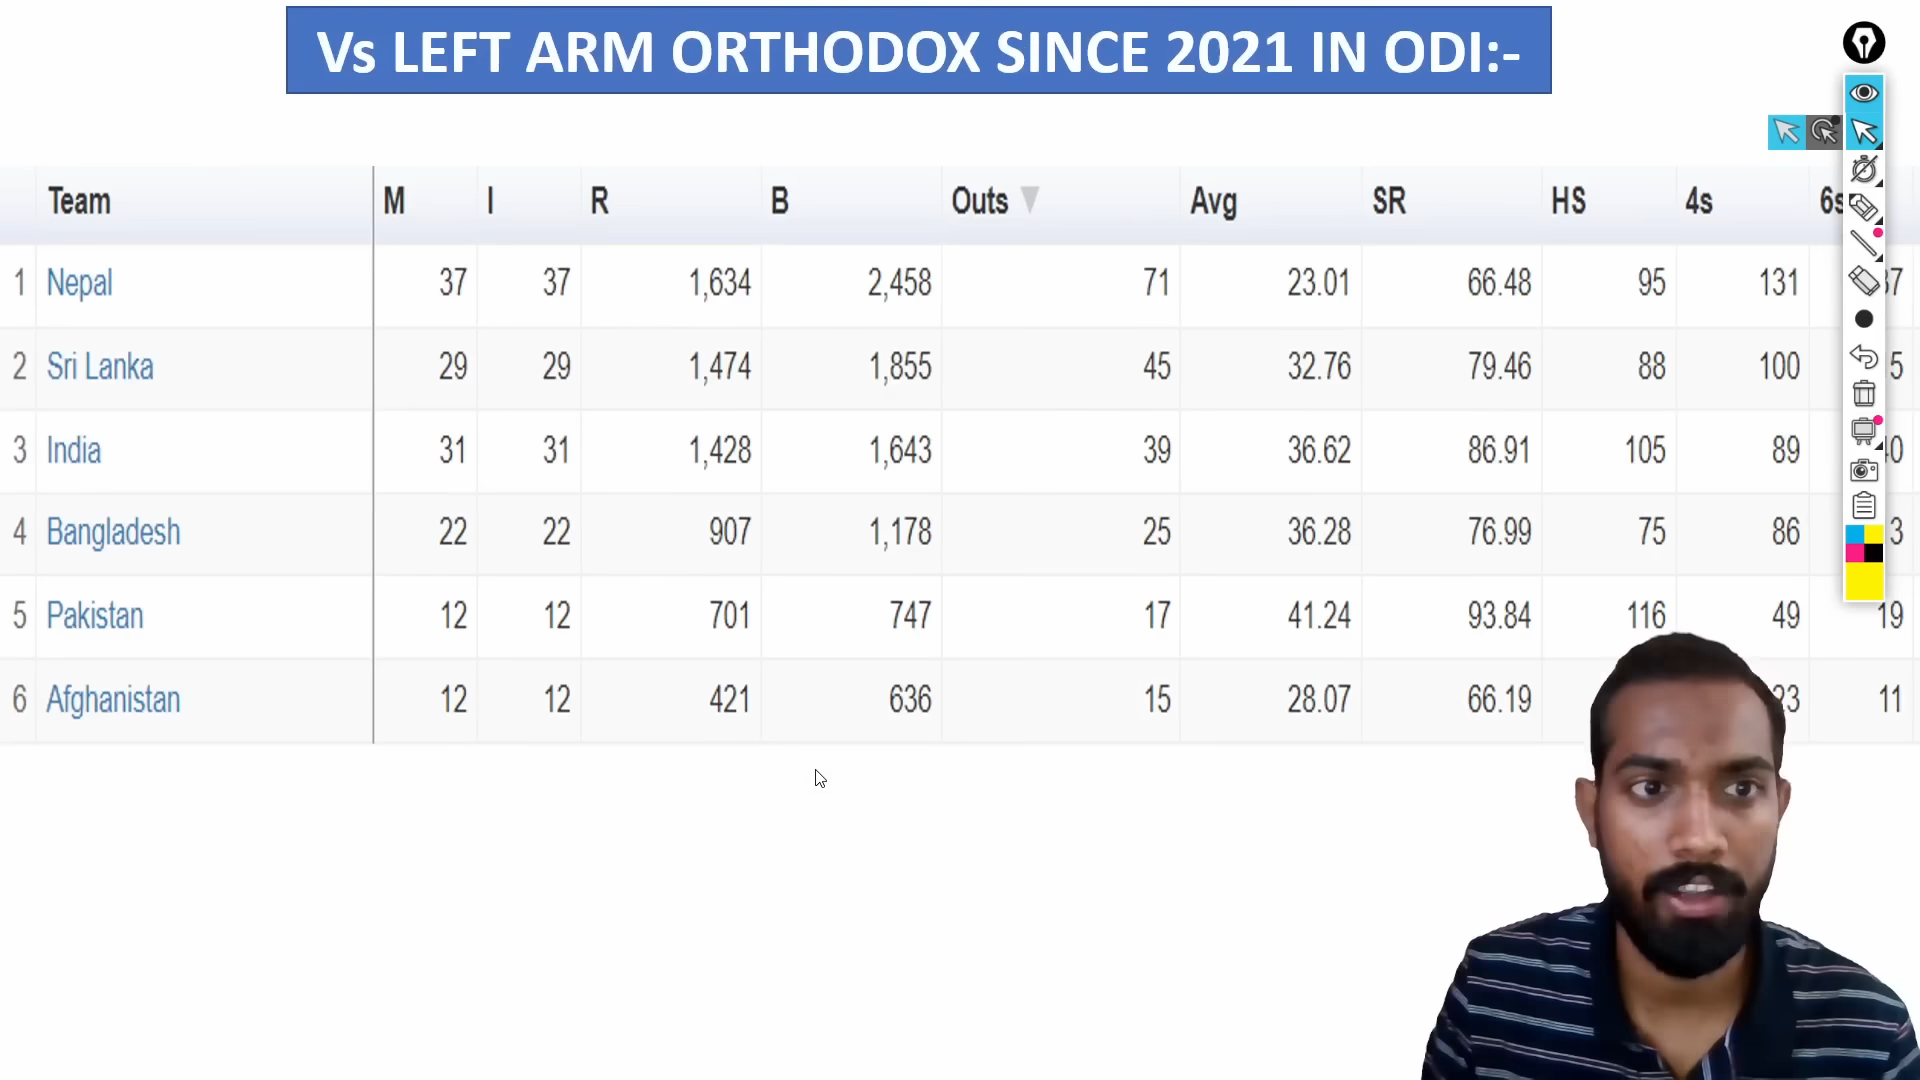 Vs LEFT ARM ORTHODOX SINCE 2021 IN ODI:-
Team M I R B Outs Avg SR HS 4s 6s
1 Nepal 37 37 1,634 2,458 71 23.01 66.48 95 131
2 Sri Lanka 29 29 1,474 1,855 45 32.76 79.46 88 100
3 India 31 31 1,428 1,643 39 36.62 86.91 105 89
4 Bangladesh 22 22 907 1,178 25 36.28 76.99 75 86
5 Pakistan 12 12 701 747 17 41.24 93.84 116 49 19
6 Afghanistan 12 12 421 636 15 28.07 66.19 23 11